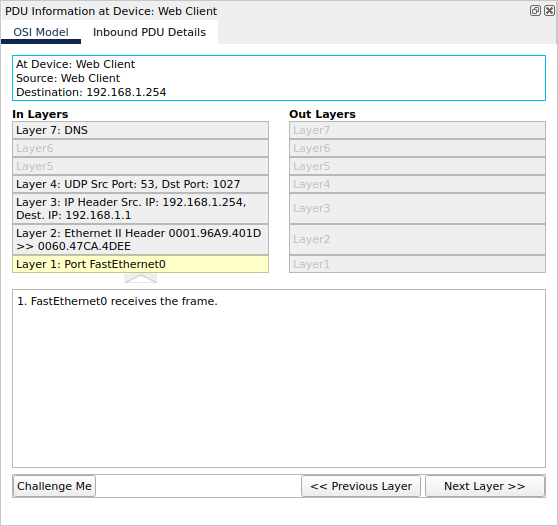 PDU Information at Device: Web Client
OSI Model Inbound PDU Details
At Device: Web Client
Source: Web Client
Destination: 192.168.1.254
In Layers
Layer 7: DNS
Layer6
Layer5
Layer 4: UDP Src Port: 53, Dst Port: 1027
Layer 3: IP Header Src. IP: 192.168.1.254,
Dest. IP: 192.168.1.1
Layer 2: Ethernet II Header 0001.96A9.401D
>> 0060.47CA.4DEE
Layer 1: Port FastEthernet0
Out Layers
Layer7
Layer6
Layer5
Layer4
Layer3
Layer2
Layer1
1. FastEthernet0 receives the frame.
Challenge Me << Previous Layer Next Layer >>